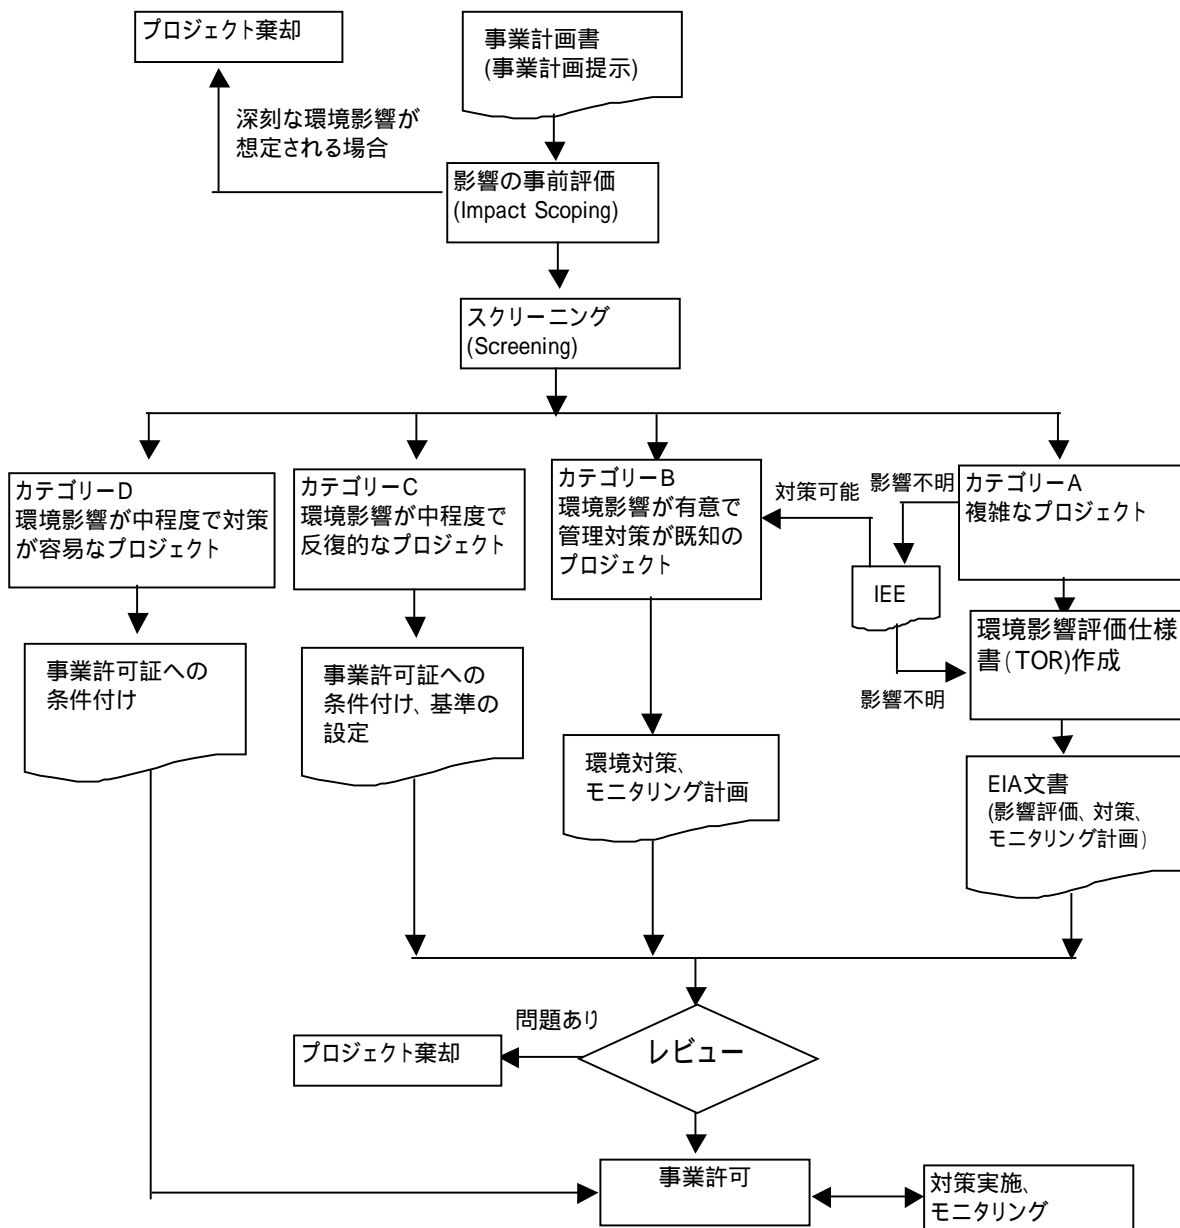 プロジェクト棄却
事業計画書
(事業計画提示)
深刻な環境影響が
想定される場合
影響の事前評価
(Impact Scoping)
スクリーニング
(Screening)
カテゴリーD
環境影響が中程度で対策
が容易なプロジェクト
カテゴリーC
環境影響が中程度で
反復的なプロジェクト
カテゴリーB
環境影響が有意で
管理対策が既知の
プロジェクト
対策可能
影響不明
カテゴリーA
複雑なプロジェクト
IEE
環境影響評価仕様
書(TOR)作成
影響不明
事業許可証への
条件付け
事業許可証への
条件付け、基準の
設定
環境対策、
モニタリング計画
EIA文書
(影響評価、対策、
モニタリング計画)
問題あり
プロジェクト棄却
レビュー
事業許可
対策実施、
モニタリング